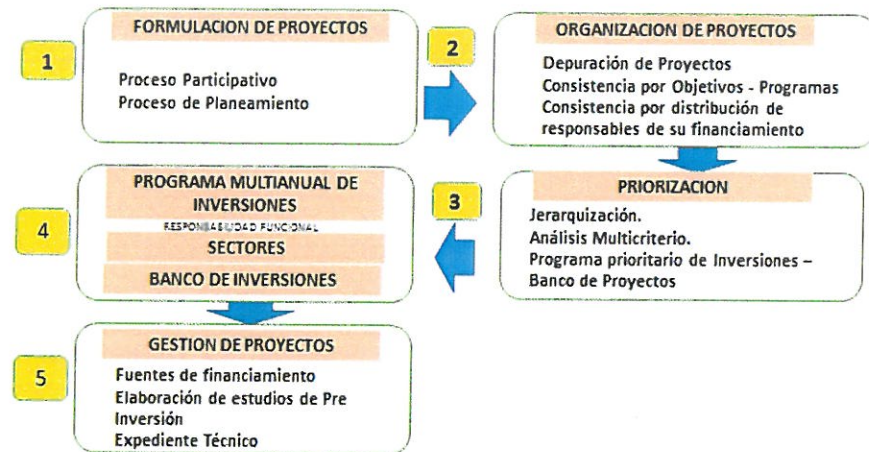 1
FORMULACION DE PROYECTOS
Proceso Participativo
Proceso de Planeamiento
2
ORGANIZACION DE PROYECTOS
Depuración de Proyectos
Consistencia por Objetivos - Programas
Consistencia por distribución de
responsables de su financiamiento
3
PRIORIZACION
Jerarquización.
Análisis Multicriterio.
Programa prioritario de Inversiones –
Banco de Proyectos
4
PROGRAMA MULTIANUAL DE
INVERSIONES
RESPONSABILIDAD FUNCIONAL
SECTORES
BANCO DE INVERSIONES
5
GESTION DE PROYECTOS
Fuentes de financiamiento
Elaboración de estudios de Pre
Inversión
Expediente Técnico